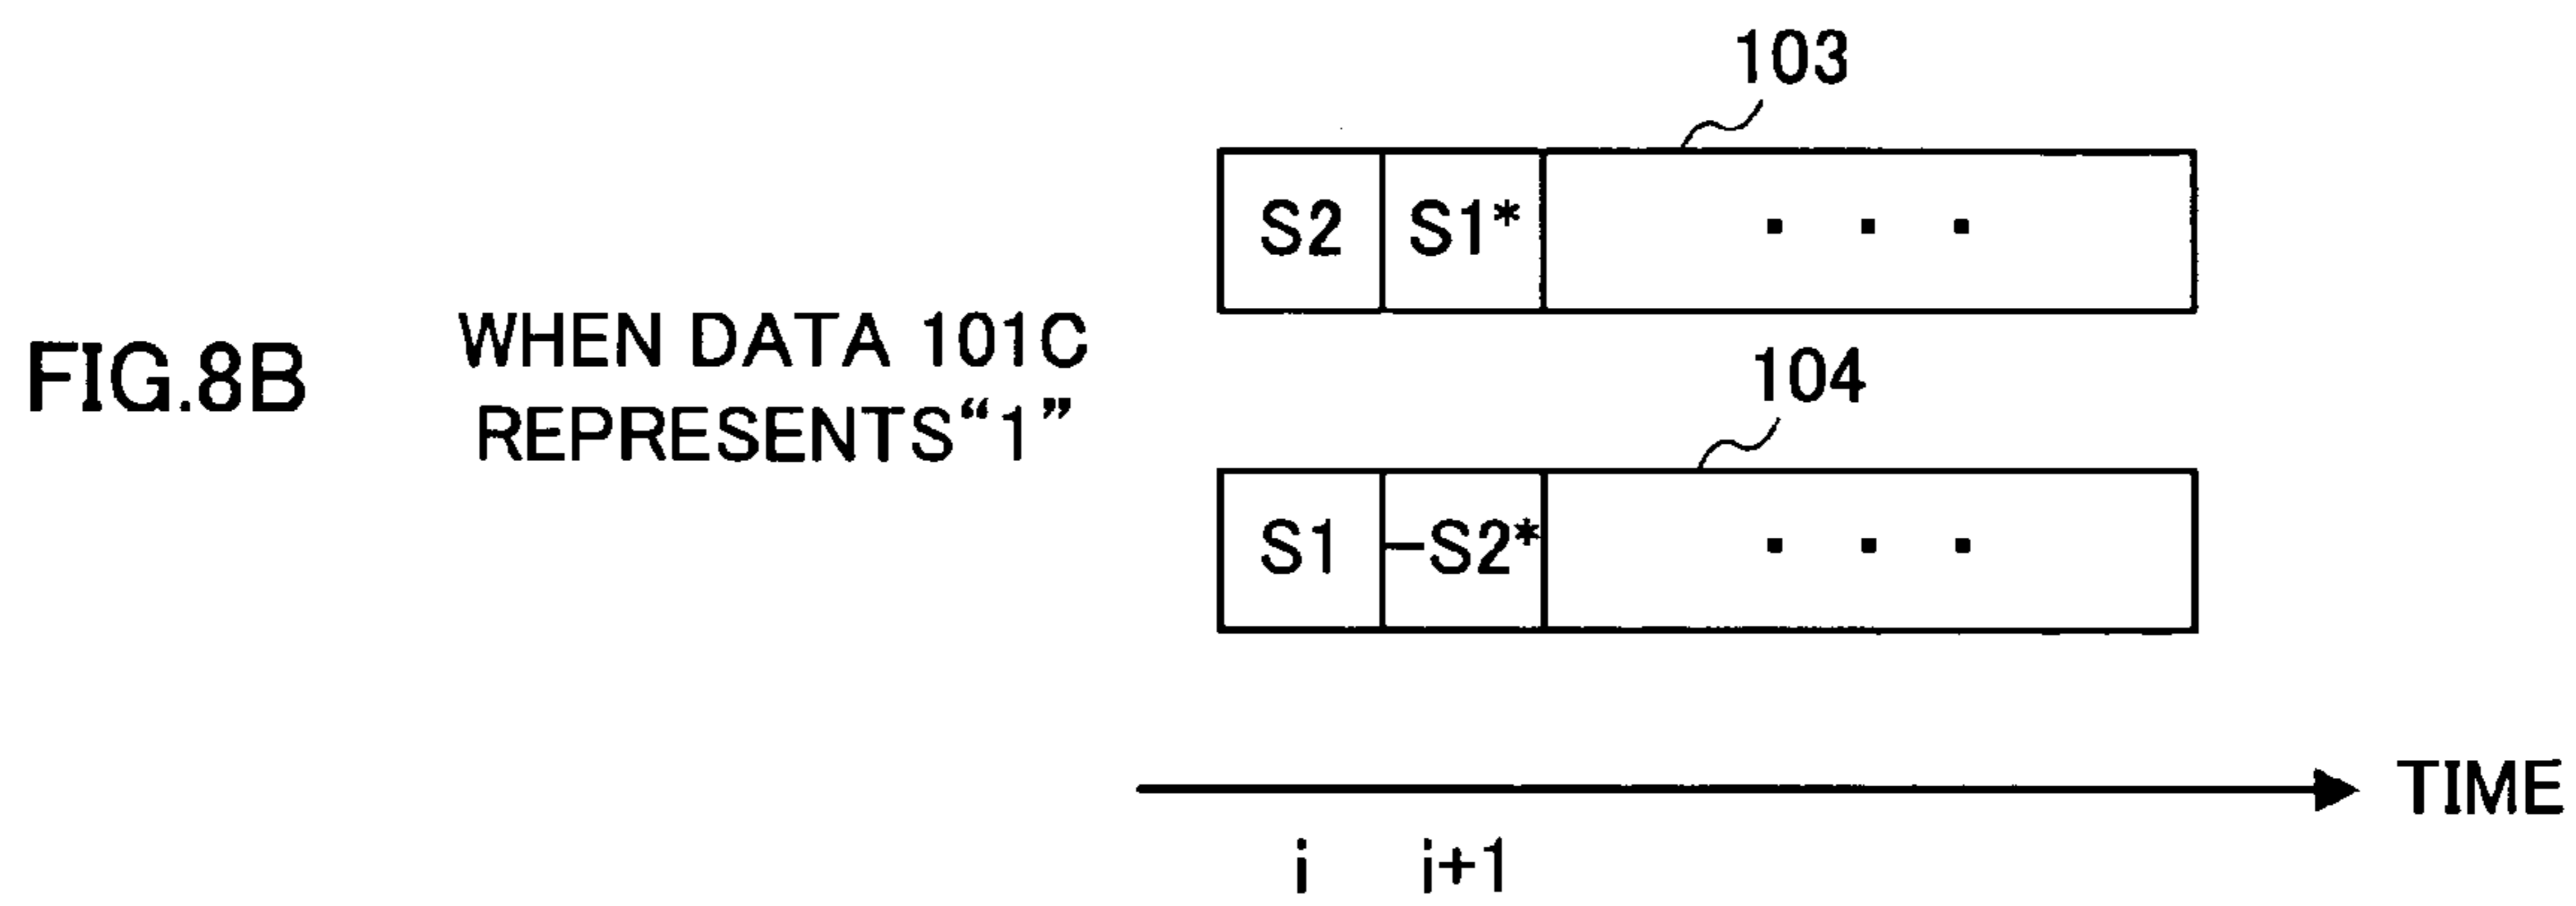 FIG.8B
WHEN DATA 101C
REPRESENTS“1”
103
S2 S1* ...
104
S1 -S2* ...
TIME
i i+1